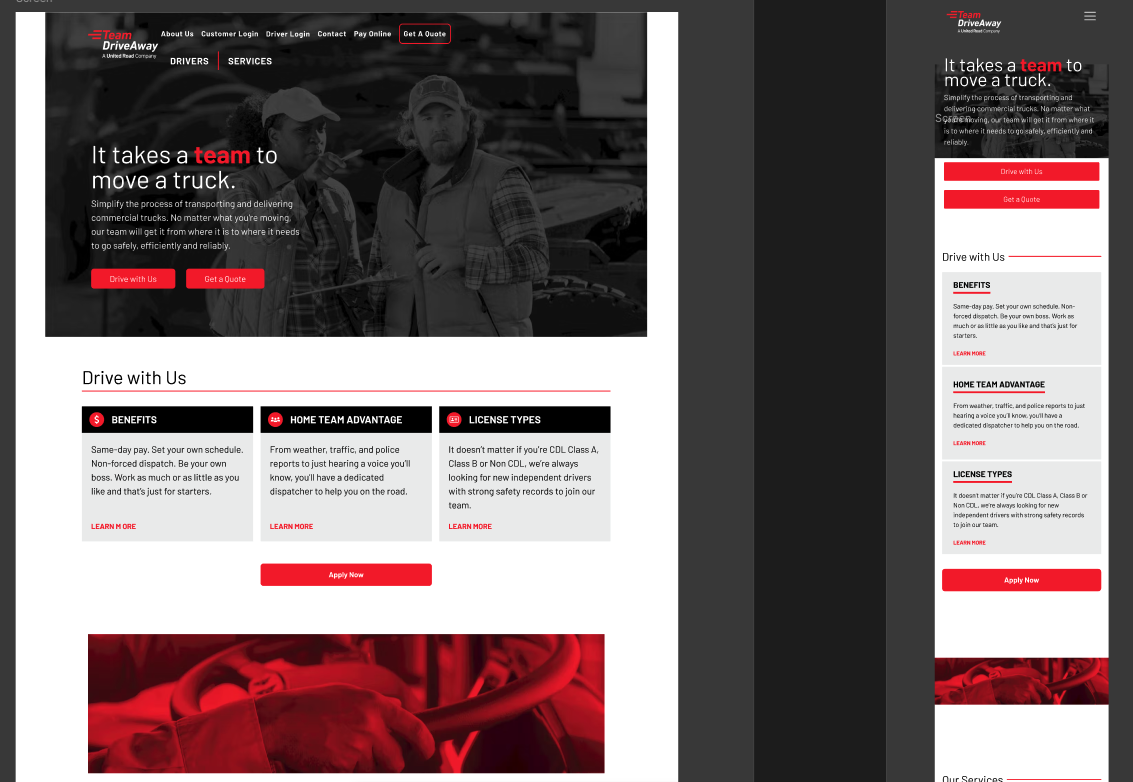 Screen
Team
DriveAway
A United Road Company
About Us Customer Login Driver Login Contact Pay Online Get A Quote
DRIVERS SERVICES
It takes a team to
move a truck.
Simplify the process of transporting and delivering
commercial trucks. No matter what you're moving,
our team will get it from where it is to where it needs
to go safely, efficiently and reliably.
Drive with Us Get a Quote
Drive with Us
BENEFITS
Same-day pay. Set your own schedule.
Non-forced dispatch. Be your own
boss. Work as much or as little as you
like and that's just for starters.
LEARN M ORE
HOME TEAM ADVANTAGE
From weather, traffic, and police
reports to just hearing a voice you'll
know, you'll have a dedicated
dispatcher to help you on the road.
LEARN MORE
LICENSE TYPES
It doesn't matter if you're CDL Class A,
Class B or Non CDL, we're always
looking for new independent drivers
with strong safety records to join our
team.
LEARN MORE
Apply Now
Team
DriveAway
A United Road Company
It takes a team to
move a truck.
Simplify the process of transporting and
delivering commercial trucks. No matter what
Screen
you're moving, our team will get it from where it
is to where it needs to go safely, efficiently and
reliably.
Drive with Us
Get a Quote
Drive with Us
BENEFITS
Same-day pay. Set your own schedule. Non-
forced dispatch. Be your own boss. Work as
much or as little as you like and that's just for
starters.
LEARN MORE
HOME TEAM ADVANTAGE
From weather, traffic, and police reports to just
hearing a voice you'll know, you'll have a
dedicated dispatcher to help you on the road.
LEARN MORE
LICENSE TYPES
It doesn't matter if you're CDL Class A, Class B or
Non CDL, we're always looking for new
independent drivers with strong safety records
to join our team.
LEARN MORE
Apply Now
Our Services